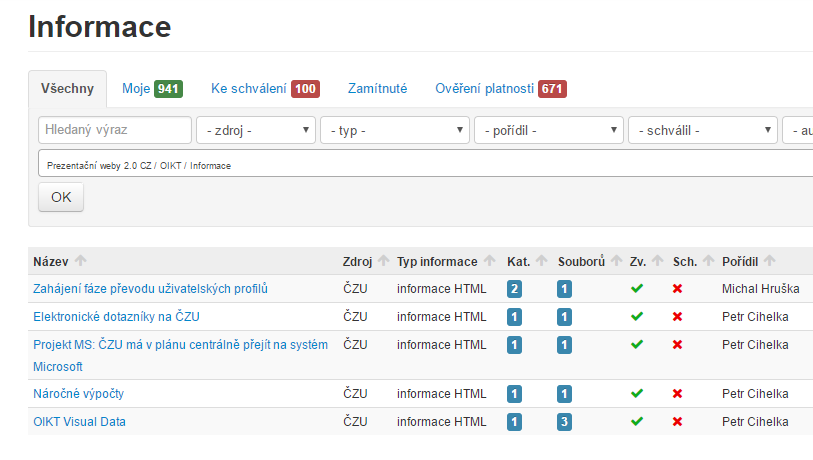 Informace
Všechny Moje 941 Ke schválení 100 Zamítnuté Ověření platnosti 671
Hledaný výraz - zdroj - - typ - - pořídil - - schválil - - au
Prezentační weby 2.0 CZ / OIKT / Informace
OK
Název Zdroj Typ informace Kat. Souborů Zv. Sch. Pořídil
Zahájení fáze převodu uživatelských profilů ČZU informace HTML 2 1 Michal Hruška
Elektronické dotazníky na ČZU ČZU informace HTML 1 1 Petr Cihelka
Projekt MS: ČZU má v plánu centrálně přejít na systém ČZU informace HTML 1 1 Petr Cihelka
Microsoft
Náročné výpočty ČZU informace HTML 1 1 Petr Cihelka
OIKT Visual Data ČZU informace HTML 1 3 Petr Cihelka